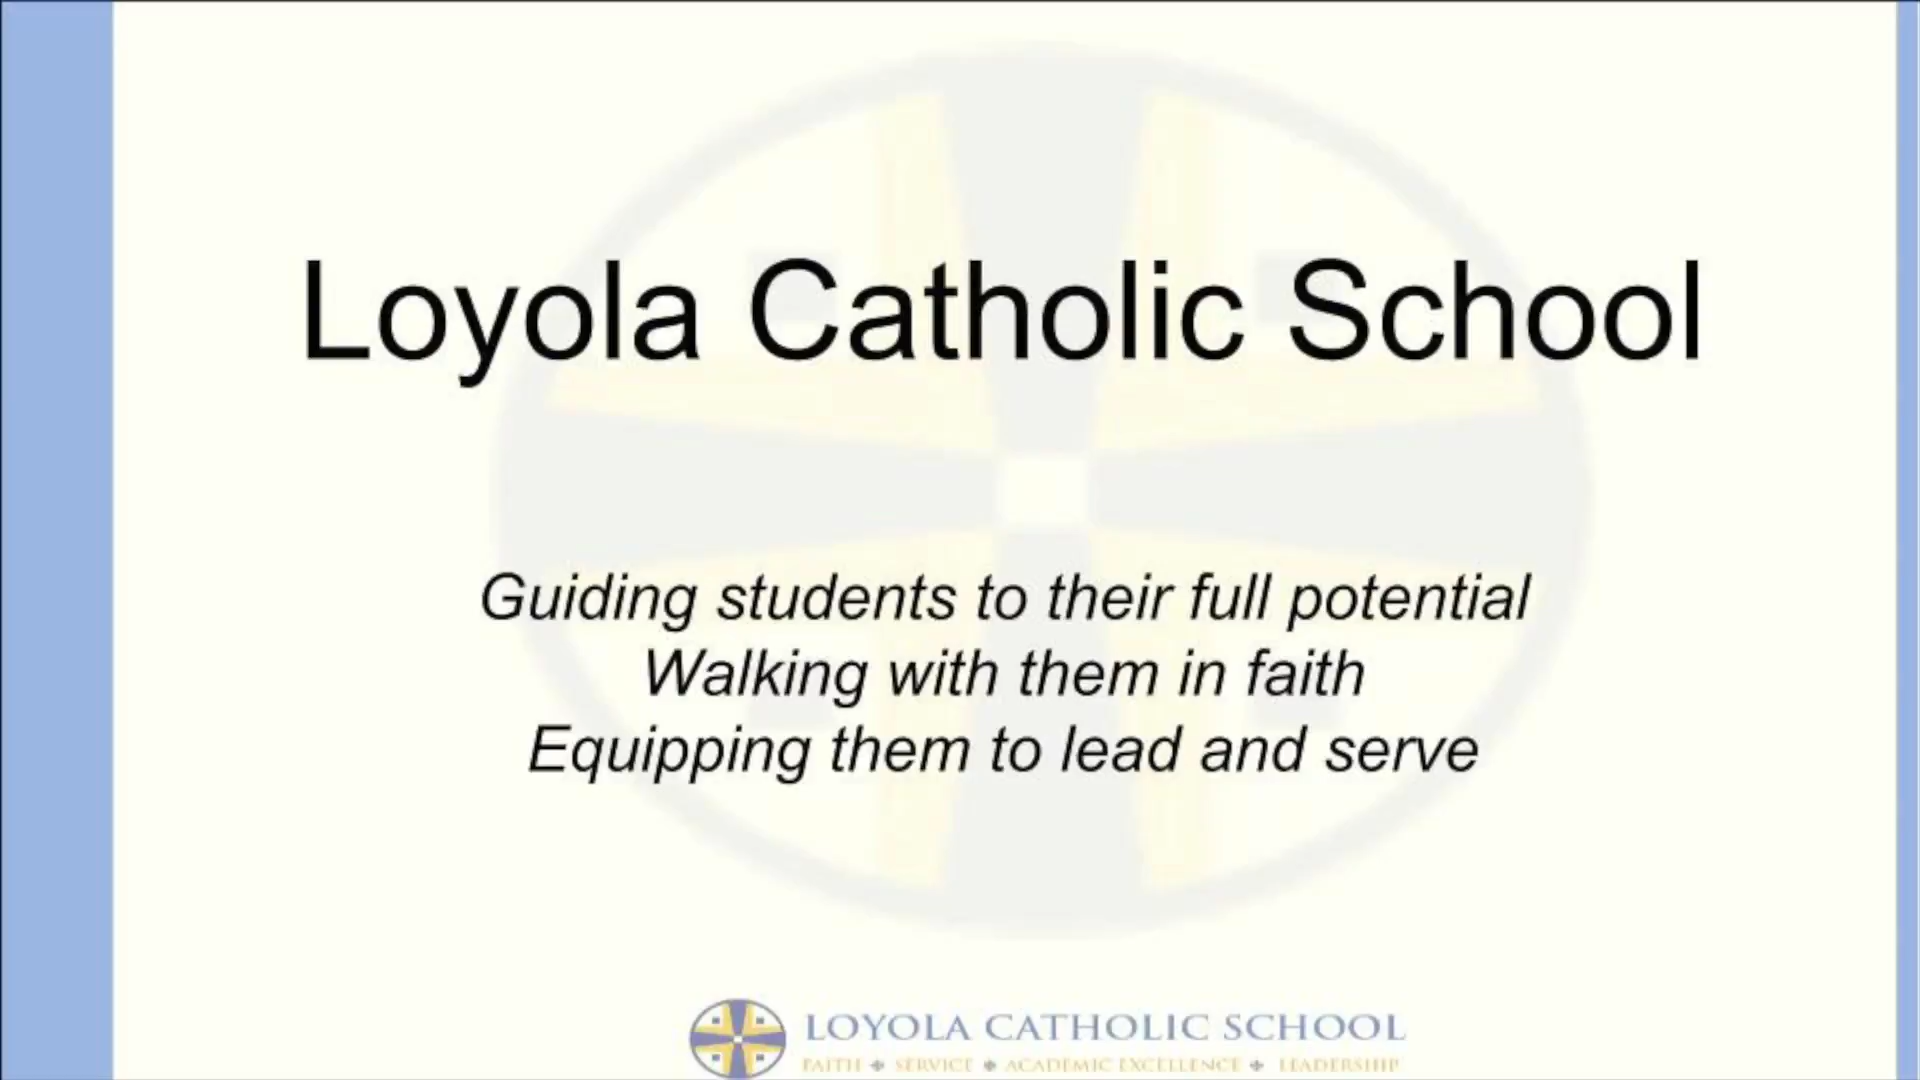 Loyola Catholic School
Guiding students to their full potential
Walking with them in faith
Equipping them to lead and serve
LOYOLA CATHOLIC SCHOOL
FAITH ✦ SERVICE ✦ ACADEMIC EXCELLENCE ✦ LEADERSHIP